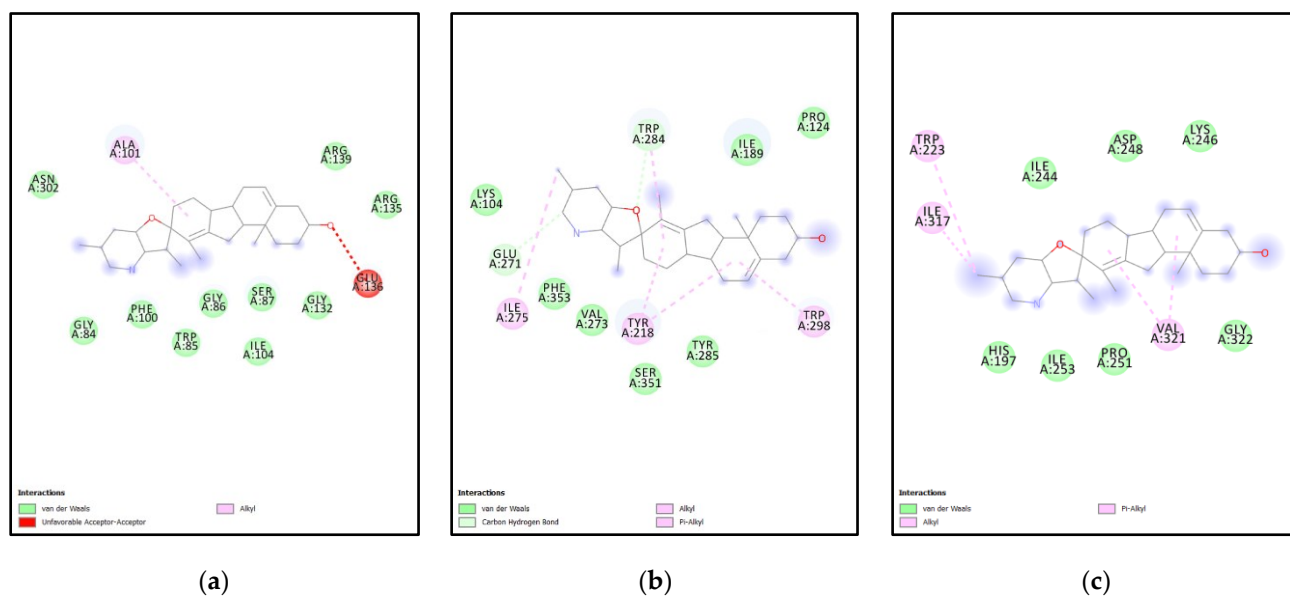 ALA
A:101
ARG
A:139
ASN
A:302
ARG
A:135
O
O
N
GLU
A:136
GLY
A:84
PHE
A:100
GLY
A:86
SER
A:87
GLY
A:132
TRP
A:85
ILE
A:104
Interactions
van der Waals
Unfavorable Acceptor-Acceptor
Alkyl
(a)
TRP
A:284
ILE
A:189
PRO
A:124
LYS
A:104
O
N
O
GLU
A:271
ILE
A:275
PHE
A:353
VAL
A:273
TYR
A:218
TRP
A:298
TYR
A:285
SER
A:351
Interactions
van der Waals
Carbon Hydrogen Bond
Alkyl
Pi-Alkyl
(b)
TRP
A:223
ILE
A:244
ASP
A:248
LYS
A:246
ILE
A:317
O
O
N
HIS
A:197
ILE
A:253
PRO
A:251
VAL
A:321
GLY
A:322
Interactions
van der Waals
Alkyl
Pi-Alkyl
(c)